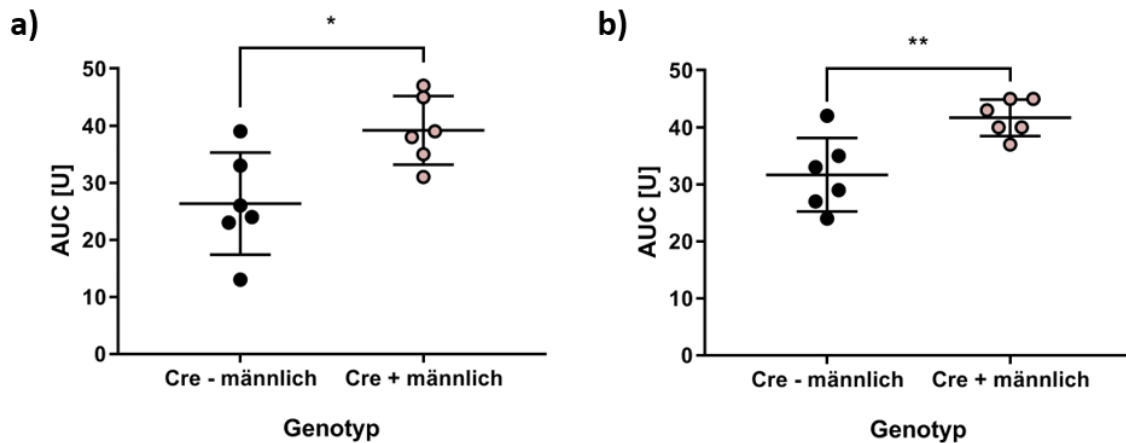 a)
*
AUC [U]
50
40
30
20
10
0
Cre - männlich
Cre + männlich
Genotyp
b)
**
AUC [U]
50
40
30
20
10
0
Cre - männlich
Cre + männlich
Genotyp